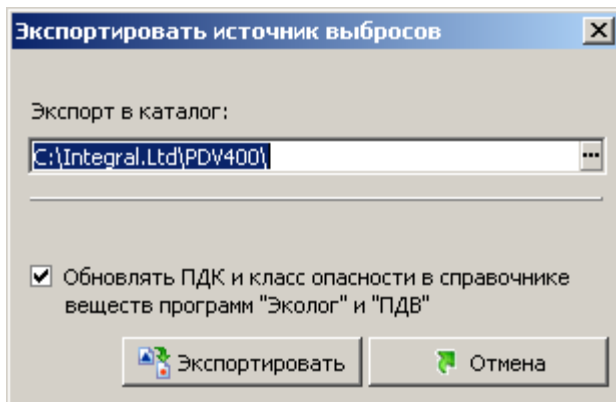 Экспортировать источник выбросов
Экспорт в каталог:
C:\Integral.Ltd\PDV400\
...
Обновлять ПДК и класс опасности в справочнике
веществ программ "Эколог" и "ПДВ"
Экспортировать Отмена